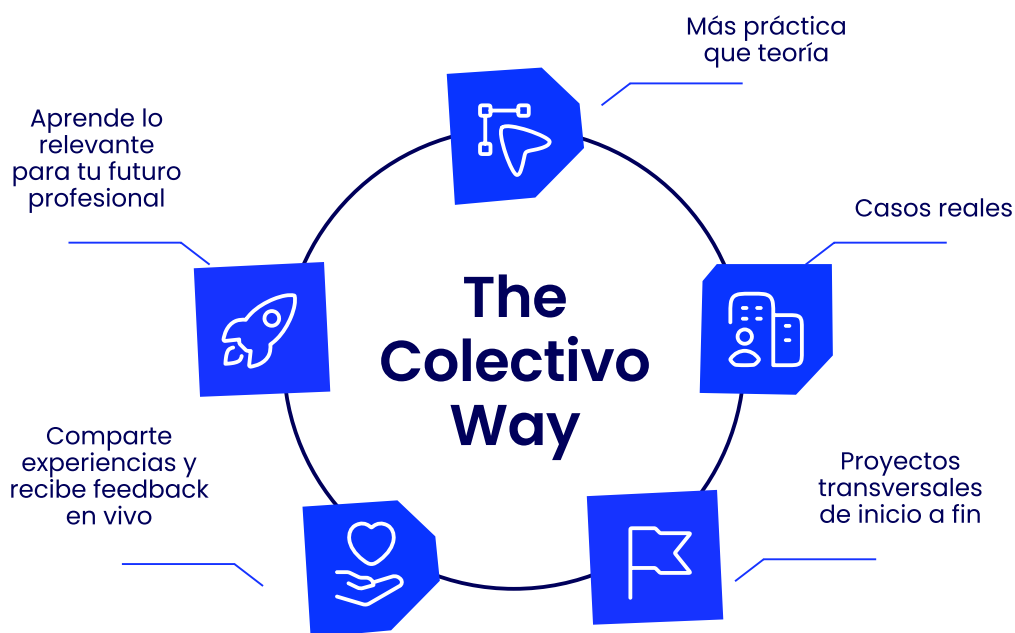 Más práctica
que teoría
Aprende lo
relevante
para tu futuro
profesional
Casos reales
The
Colectivo
Way
Comparte
experiencias y
recibe feedback
en vivo
Proyectos
transversales
de inicio a fin